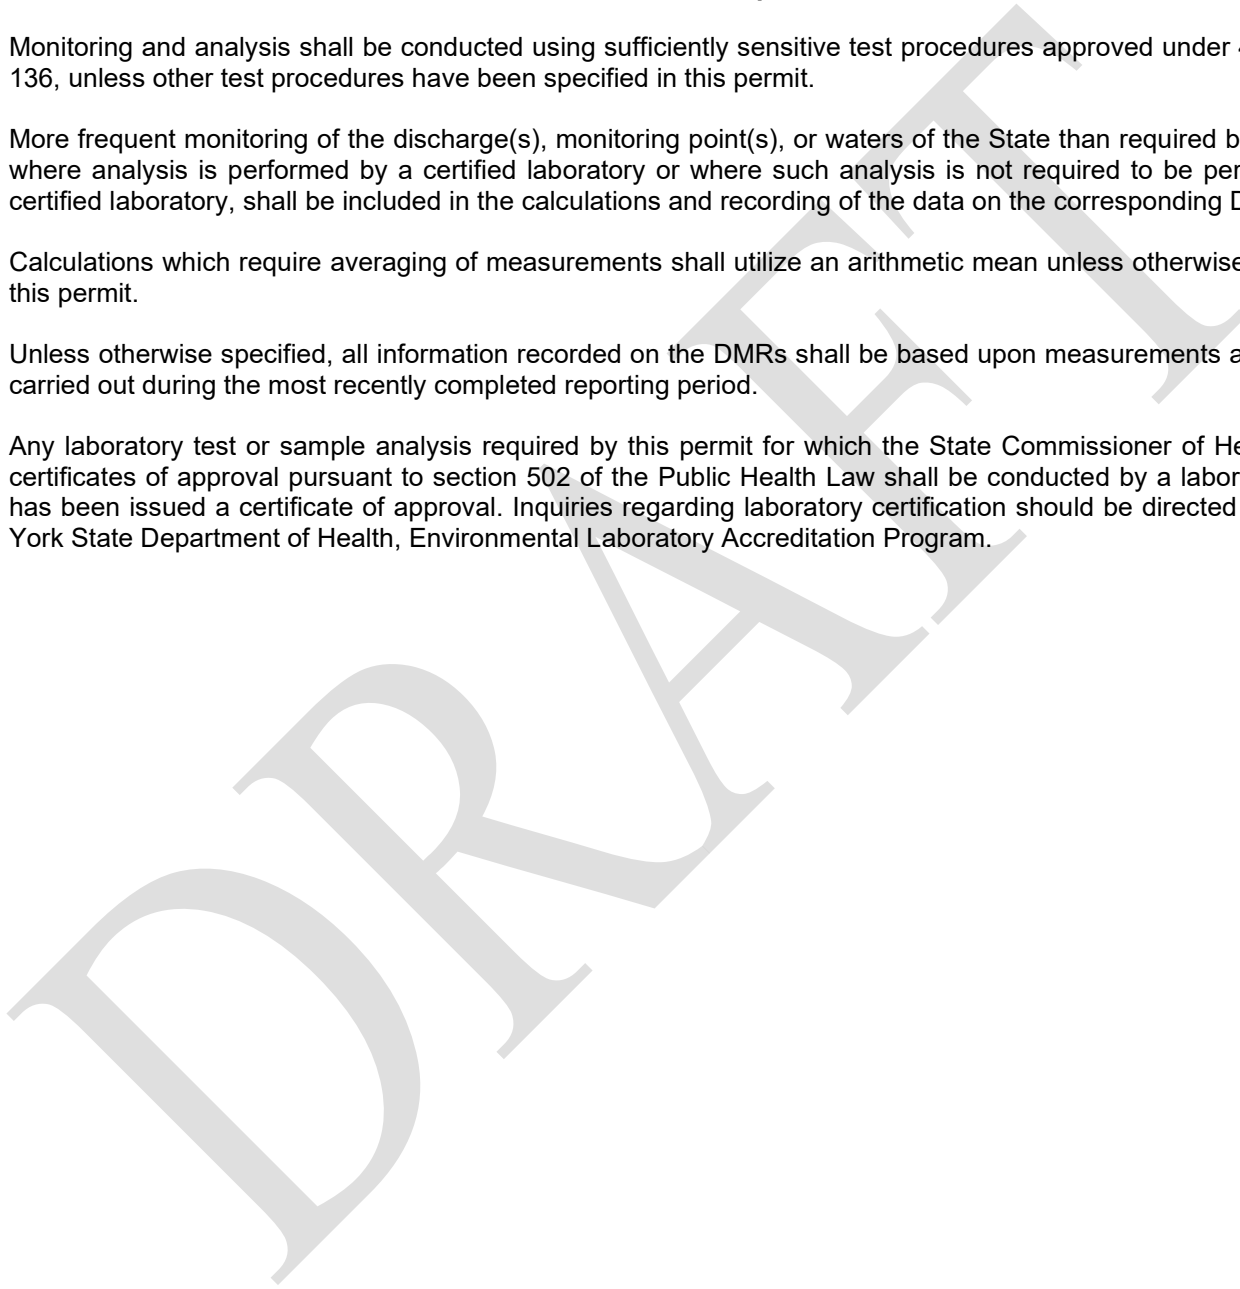 Monitoring and analysis shall be conducted using sufficiently sensitive test procedures approved under
136, unless other test procedures have been specified in this permit.
More frequent monitoring of the discharge(s), monitoring point(s), or waters of the State than required
where analysis is performed by a certified laboratory or where such analysis is not required to be
certified laboratory, shall be included in the calculations and recording of the data on the corresponding
Calculations which require averaging of measurements shall utilize an arithmetic mean unless otherwise
this permit.
Unless otherwise specified, all information recorded on the DMRs shall be based upon measurements
carried out during the most recently completed reporting period.
Any laboratory test or sample analysis required by this permit for which the State Commissioner of
certificates of approval pursuant to section 502 of the Public Health Law shall be conducted by a
has been issued a certificate of approval. Inquiries regarding laboratory certification should be directed
York State Department of Health, Environmental Laboratory Accreditation Program.
DRAFT